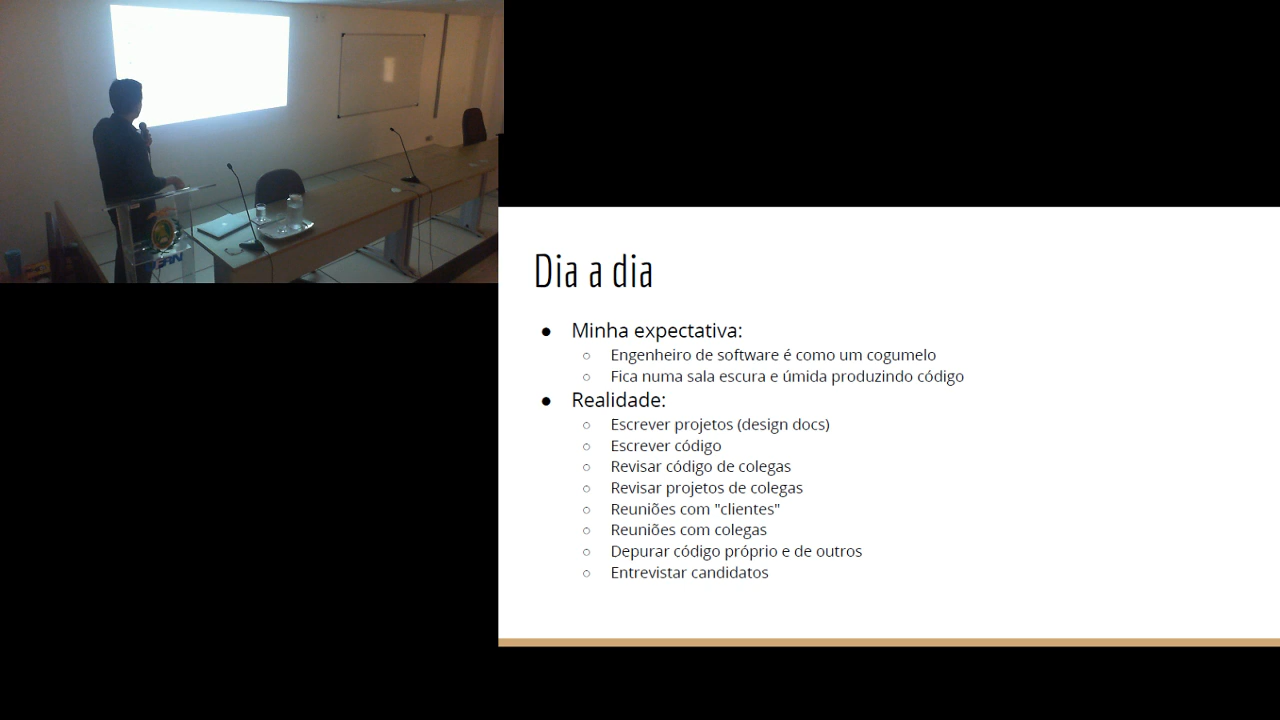 Dia a dia
● Minha expectativa:
○ Engenheiro de software é como um cogumelo
○ Fica numa sala escura e úmida produzindo código
● Realidade:
○ Escrever projetos (design docs)
○ Escrever código
○ Revisar código de colegas
○ Revisar projetos de colegas
○ Reuniões com "clientes"
○ Reuniões com colegas
○ Depurar código próprio e de outros
○ Entrevistar candidatos